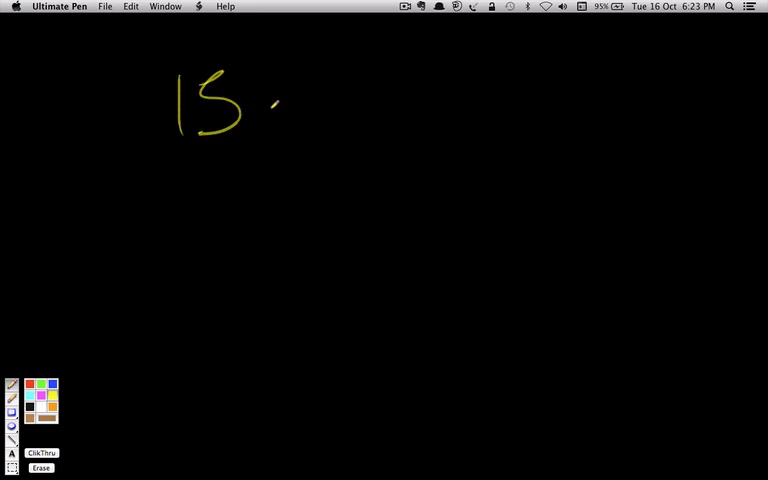 Ultimate Pen File Edit Window Help 95% Tue 16 Oct 6:23 PM
15
A
ClikThru
Erase